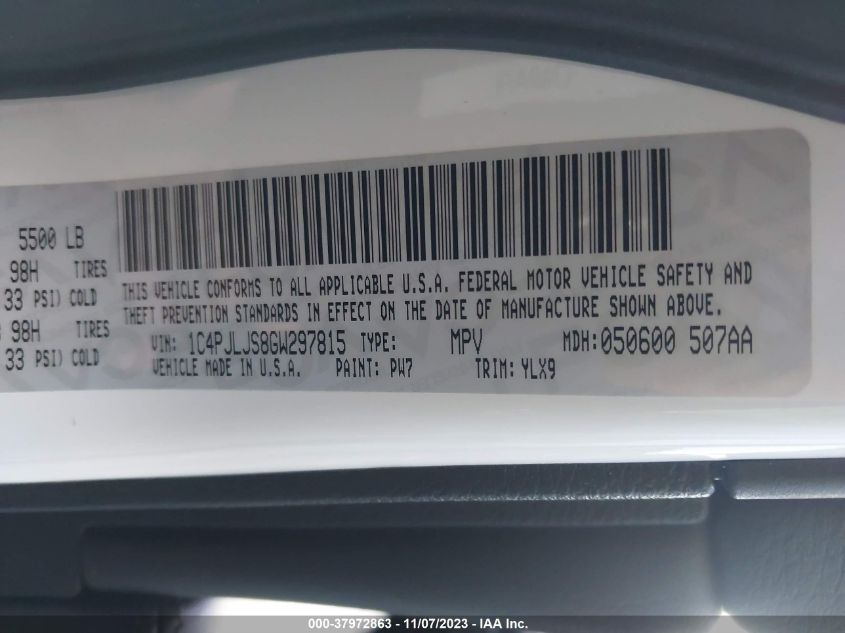 5500 LB
98H TIRES
33 PSI) COLD
98H TIRES
33 PSI) COLD
THIS VEHICLE CONFORMS TO ALL APPLICABLE U.S.A. FEDERAL MOTOR VEHICLE SAFETY AND
THEFT PREVENTION STANDARDS IN EFFECT ON THE DATE OF MANUFACTURE SHOWN ABOVE.
VIN: 1C4PJLJS8GW297815 TYPE: MPV MDH:050600 507AA
VEHICLE MADE IN U.S.A. PAINT: PW7 TRIM: YLX9
000-37972863 - 11/07/2023 - IAA Inc.